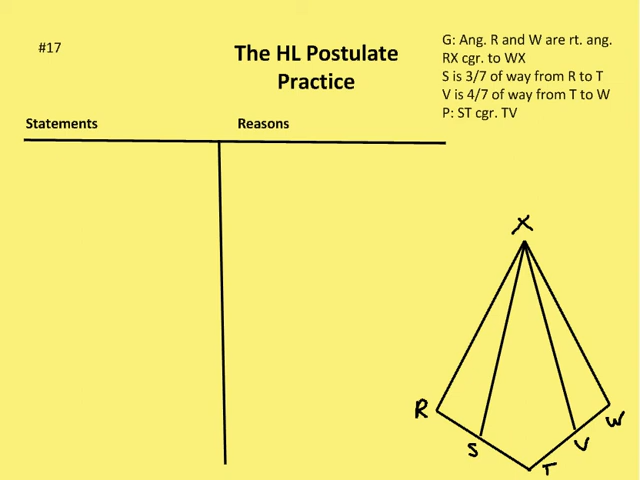 #17
The HL Postulate
Practice
G: Ang. R and W are rt. ang.
RX cgr. to WX
S is 3/7 of way from R to T
V is 4/7 of way from T to W
P: ST cgr. TV
Statements
Reasons
X
R
S
T
V
W